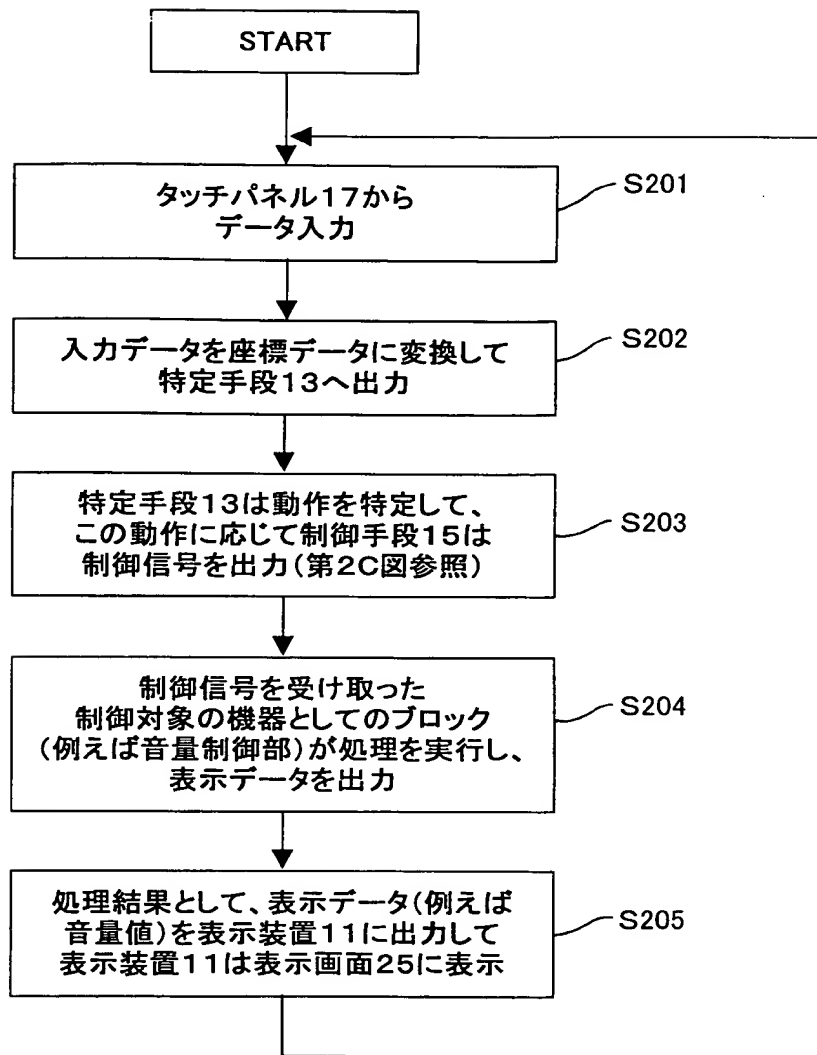 START
タッチパネル17から
データ入力
S201
入力データを座標データに変換して
特定手段13へ出力
S202
特定手段13は動作を特定して、
この動作に応じて制御手段15は
制御信号を出力(第2C図参照)
S203
制御信号を受け取った
制御対象の機器としてのブロック
(例えば音量制御部)が処理を実行し、
表示データを出力
S204
処理結果として、表示データ(例えば
音量値)を表示装置11に出力して
表示装置11は表示画面25に表示
S205